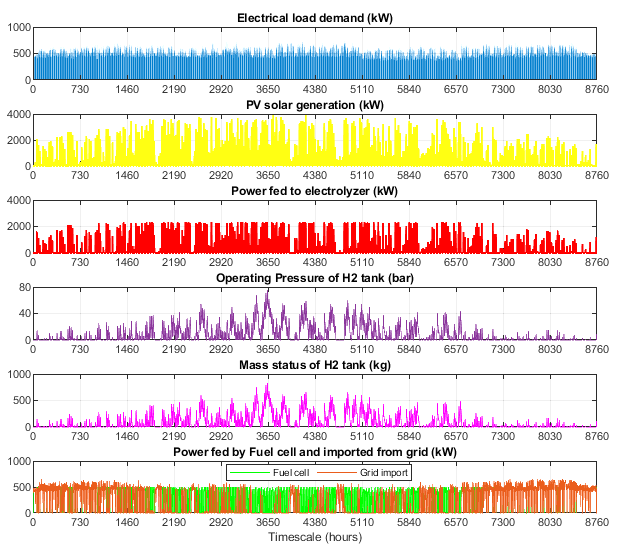 Electrical load demand (kW)
1000
500
0
0 730 1460 2190 2920 3650 4380 5110 5840 6570 7300 8030 8760
PV solar generation (kW)
4000
2000
0
0 730 1460 2190 2920 3650 4380 5110 5840 6570 7300 8030 8760
Power fed to electrolyzer (kW)
4000
2000
0
0 730 1460 2190 2920 3650 4380 5110 5840 6570 7300 8030 8760
Operating Pressure of H2 tank (bar)
80
40
0
0 730 1460 2190 2920 3650 4380 5110 5840 6570 7300 8030 8760
Mass status of H2 tank (kg)
1000
500
0
0 730 1460 2190 2920 3650 4380 5110 5840 6570 7300 8030 8760
Power fed by Fuel cell and imported from grid (kW)
1000
Fuel cell Grid import
500
0
0 730 1460 2190 2920 3650 4380 5110 5840 6570 7300 8030 8760
Timescale (hours)